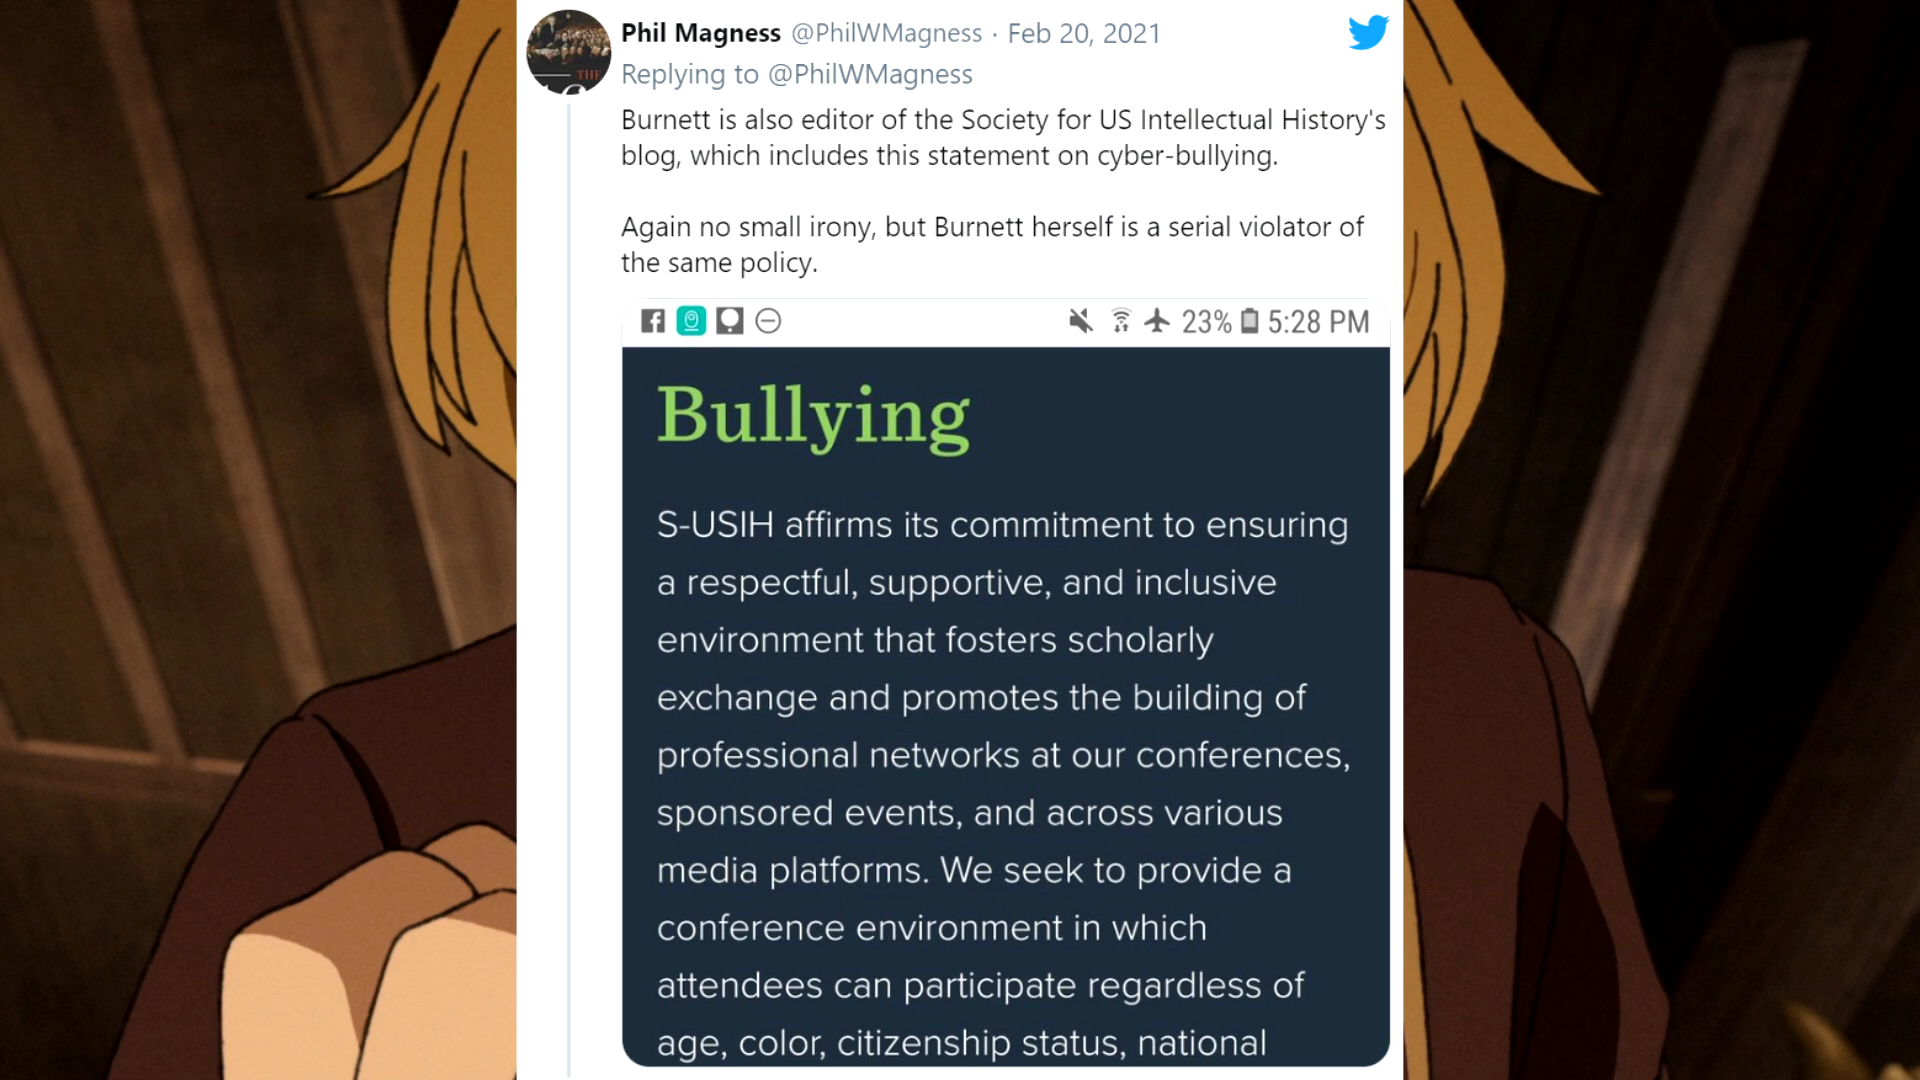 Phil Magness @PhilWMagness · Feb 20, 2021
Replying to @PhilWMagness
Burnett is also editor of the Society for US Intellectual History's
blog, which includes this statement on cyber-bullying.
Again no small irony, but Burnett herself is a serial violator of
the same policy.
23% 5:28 PM
Bullying
S-USIH affirms its commitment to ensuring
a respectful, supportive, and inclusive
environment that fosters scholarly
exchange and promotes the building of
professional networks at our conferences,
sponsored events, and across various
media platforms. We seek to provide a
conference environment in which
attendees can participate regardless of
age, color, citizenship status, national
THE